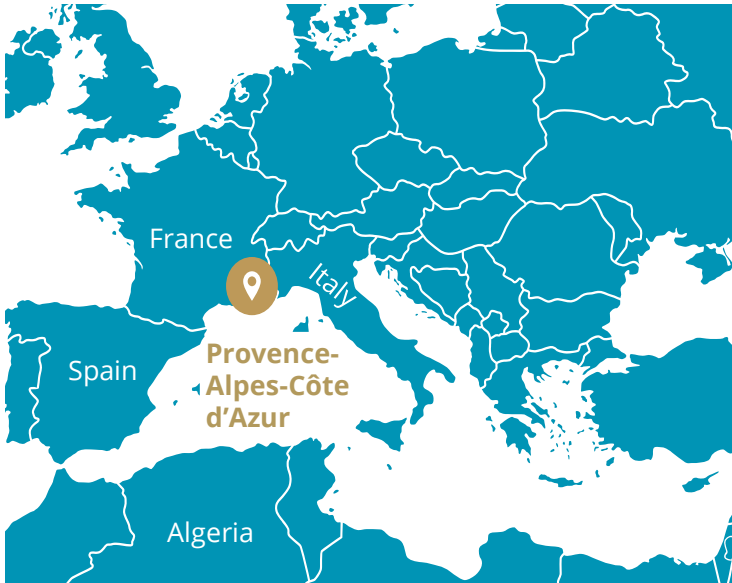 France
Italy
Provence-
Alpes-Côte
d’Azur
Spain
Algeria